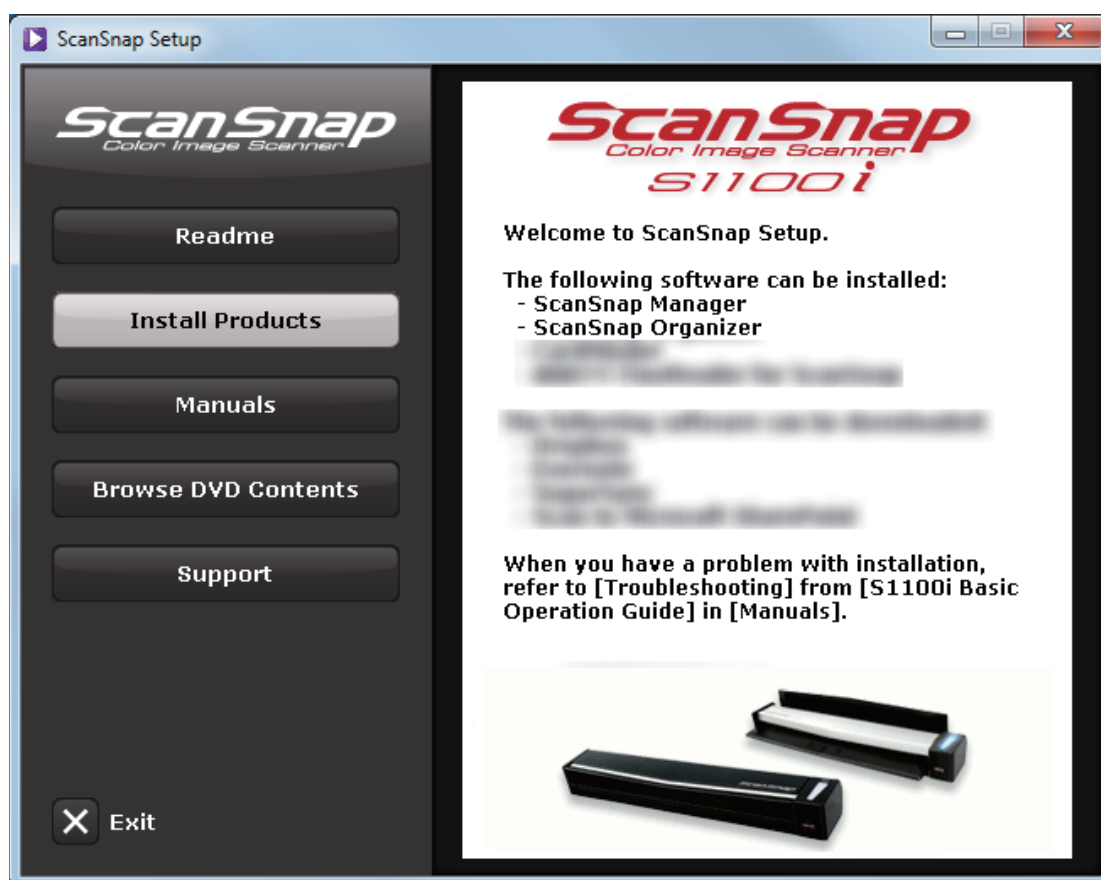 ScanSnap Setup
ScanSnap
Color Image Scanner
Readme
Install Products
Manuals
Browse DVD Contents
Support
Exit
ScanSnap
Color Image Scanner
S1100i
Welcome to ScanSnap Setup.
The following software can be installed:
- ScanSnap Manager
- ScanSnap Organizer
When you have a problem with installation,
refer to [Troubleshooting] from [S1100i Basic
Operation Guide] in [Manuals].